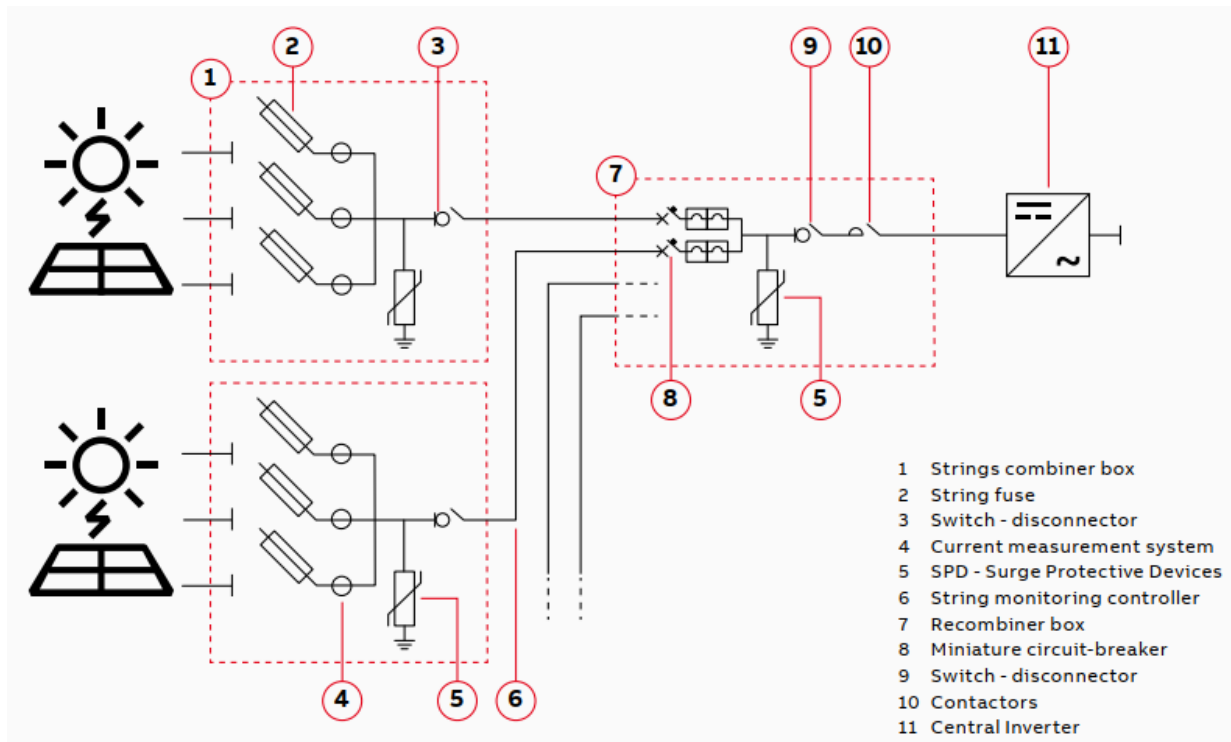 2
3
9
10
11
1
7
8
5
4
5
6
1 Strings combiner box
2 String fuse
3 Switch - disconnector
4 Current measurement system
5 SPD - Surge Protective Devices
6 String monitoring controller
7 Recombiner box
8 Miniature circuit-breaker
9 Switch - disconnector
10 Contactors
11 Central Inverter